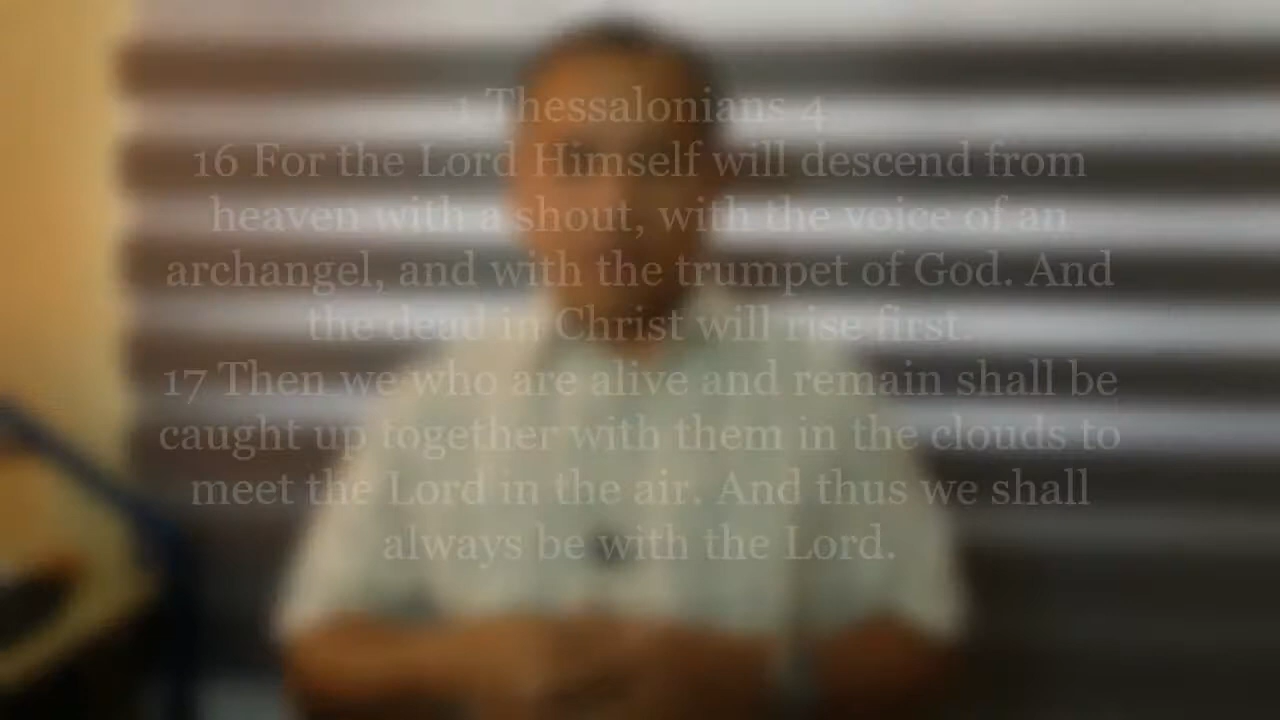 1 Thessalonians 4
16 For the Lord Himself will descend from
heaven with a shout, with the voice of an
archangel, and with the trumpet of God. And
the dead in Christ will rise first.
17 Then we who are alive and remain shall be
caught up together with them in the clouds to
meet the Lord in the air. And thus we shall
always be with the Lord.